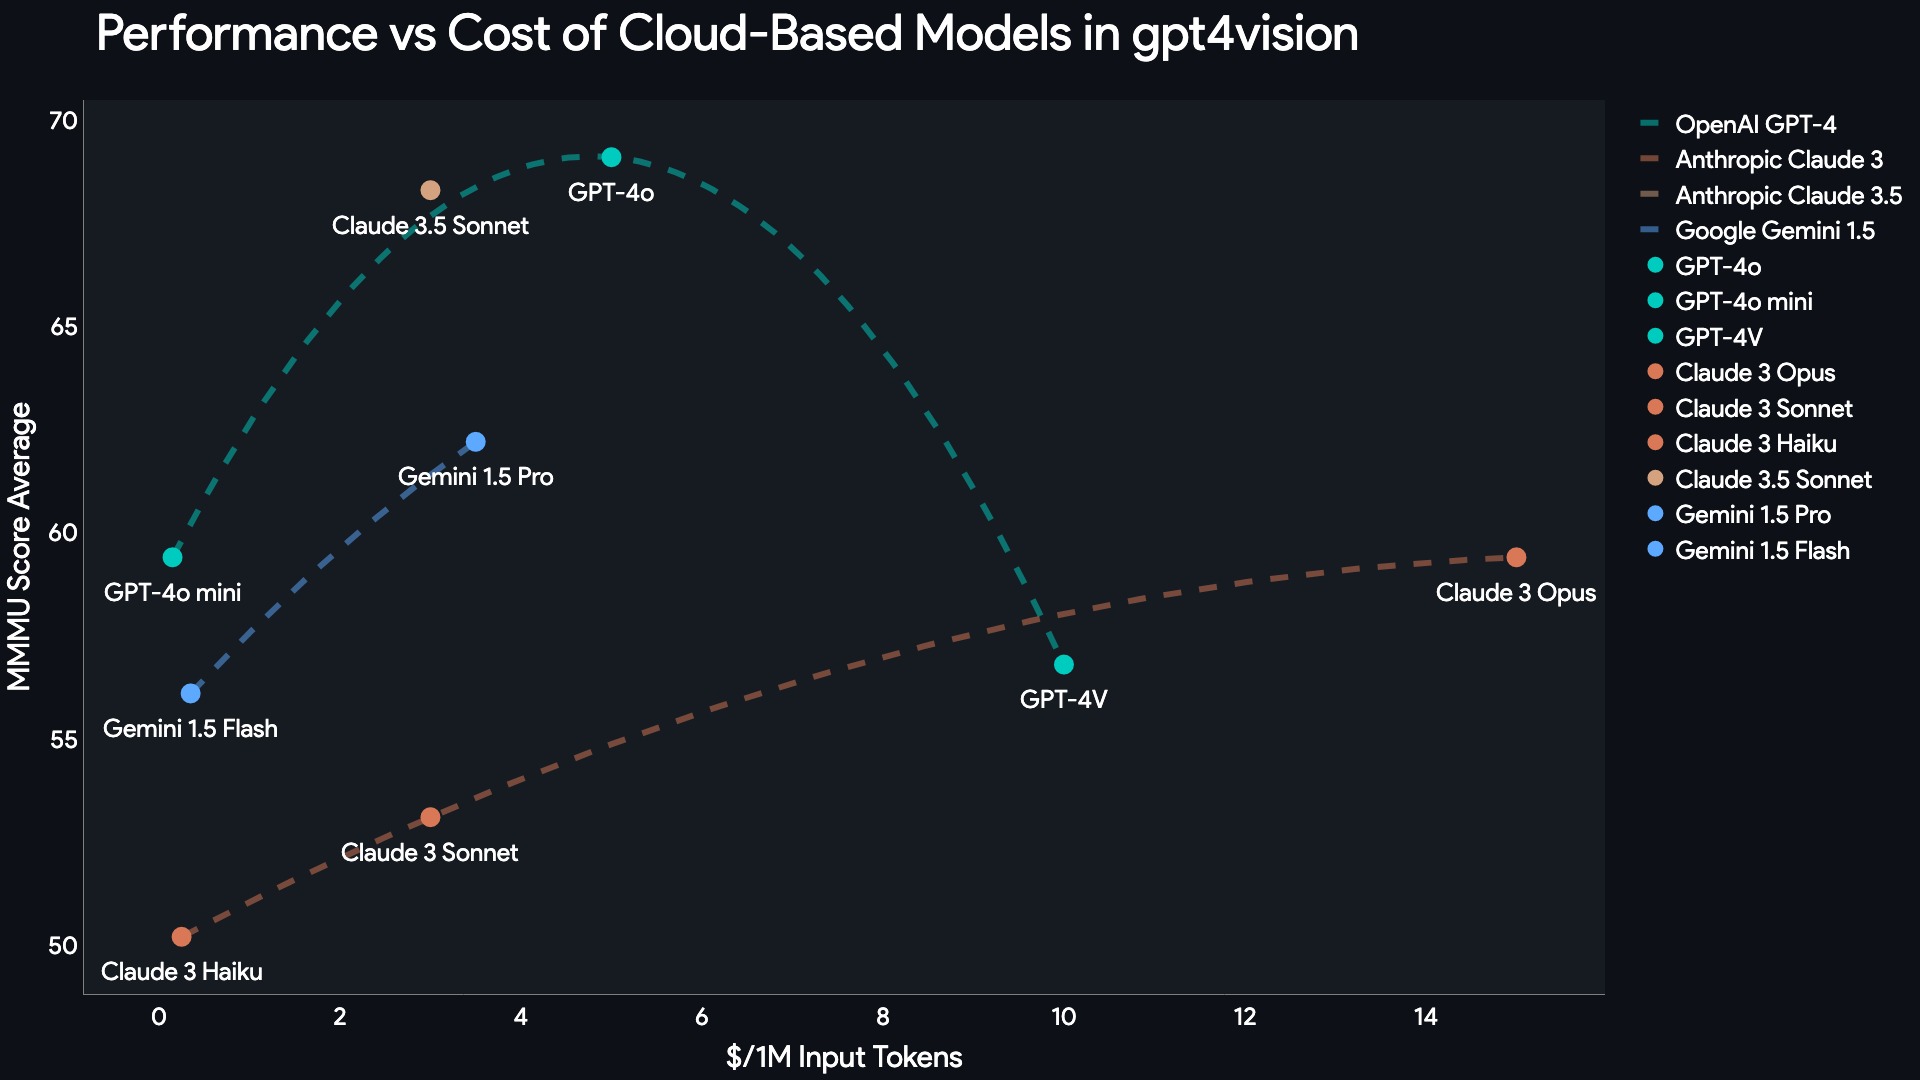 Performance vs Cost of Cloud-Based Models in gpt4vision
MMMU Score Average
70
65
60
55
50
GPT-4o
Claude 3.5 Sonnet
Gemini 1.5 Pro
GPT-4o mini
Claude 3 Opus
GPT-4V
Gemini 1.5 Flash
Claude 3 Sonnet
Claude 3 Haiku
0 2 4 6 8 10 12 14
$/1M Input Tokens
OpenAI GPT-4
Anthropic Claude 3
Anthropic Claude 3.5
Google Gemini 1.5
GPT-4o
GPT-4o mini
GPT-4V
Claude 3 Opus
Claude 3 Sonnet
Claude 3 Haiku
Claude 3.5 Sonnet
Gemini 1.5 Pro
Gemini 1.5 Flash